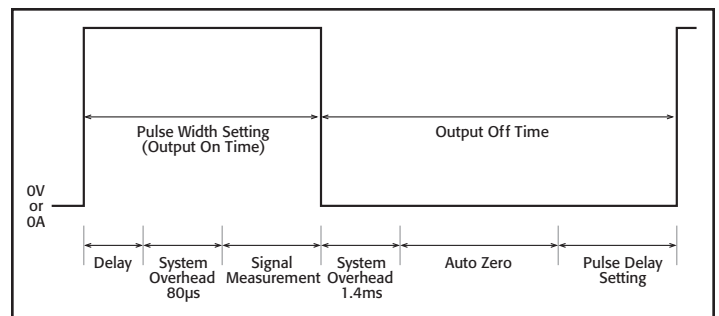 Pulse Width Setting
(Output On Time)
Output Off Time
0V
or
0A
Delay
System
Overhead
80µs
Signal
Measurement
System
Overhead
1.4ms
Auto Zero
Pulse Delay
Setting